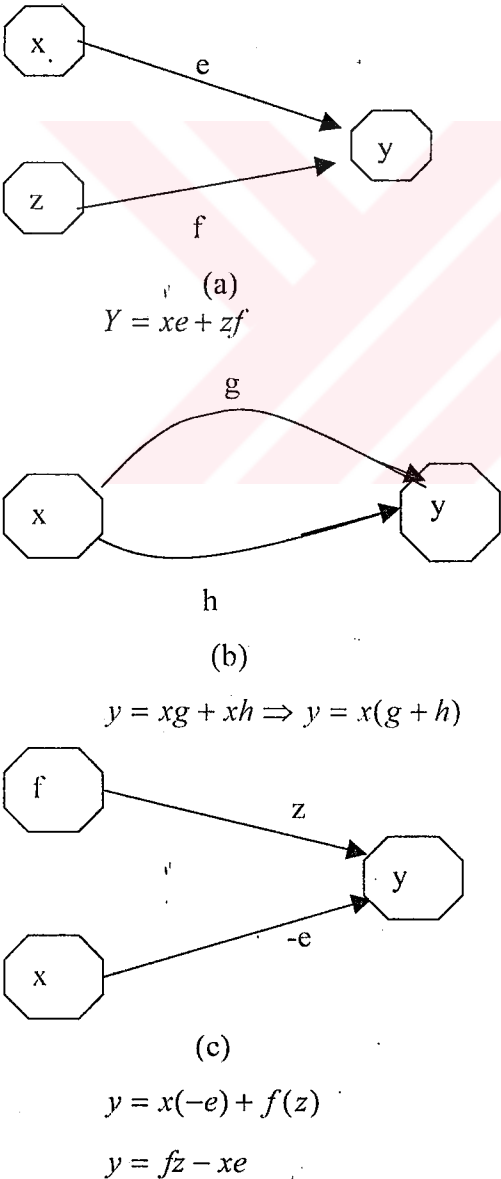 x
e
y
z
f
(a)
Y = xe + zf
g
x
y
h
(b)
y = xg + xh ⇒ y = x(g + h)
f
z
y
-e
x
(c)
y = x(−e) + f(z)
y = fz − xe